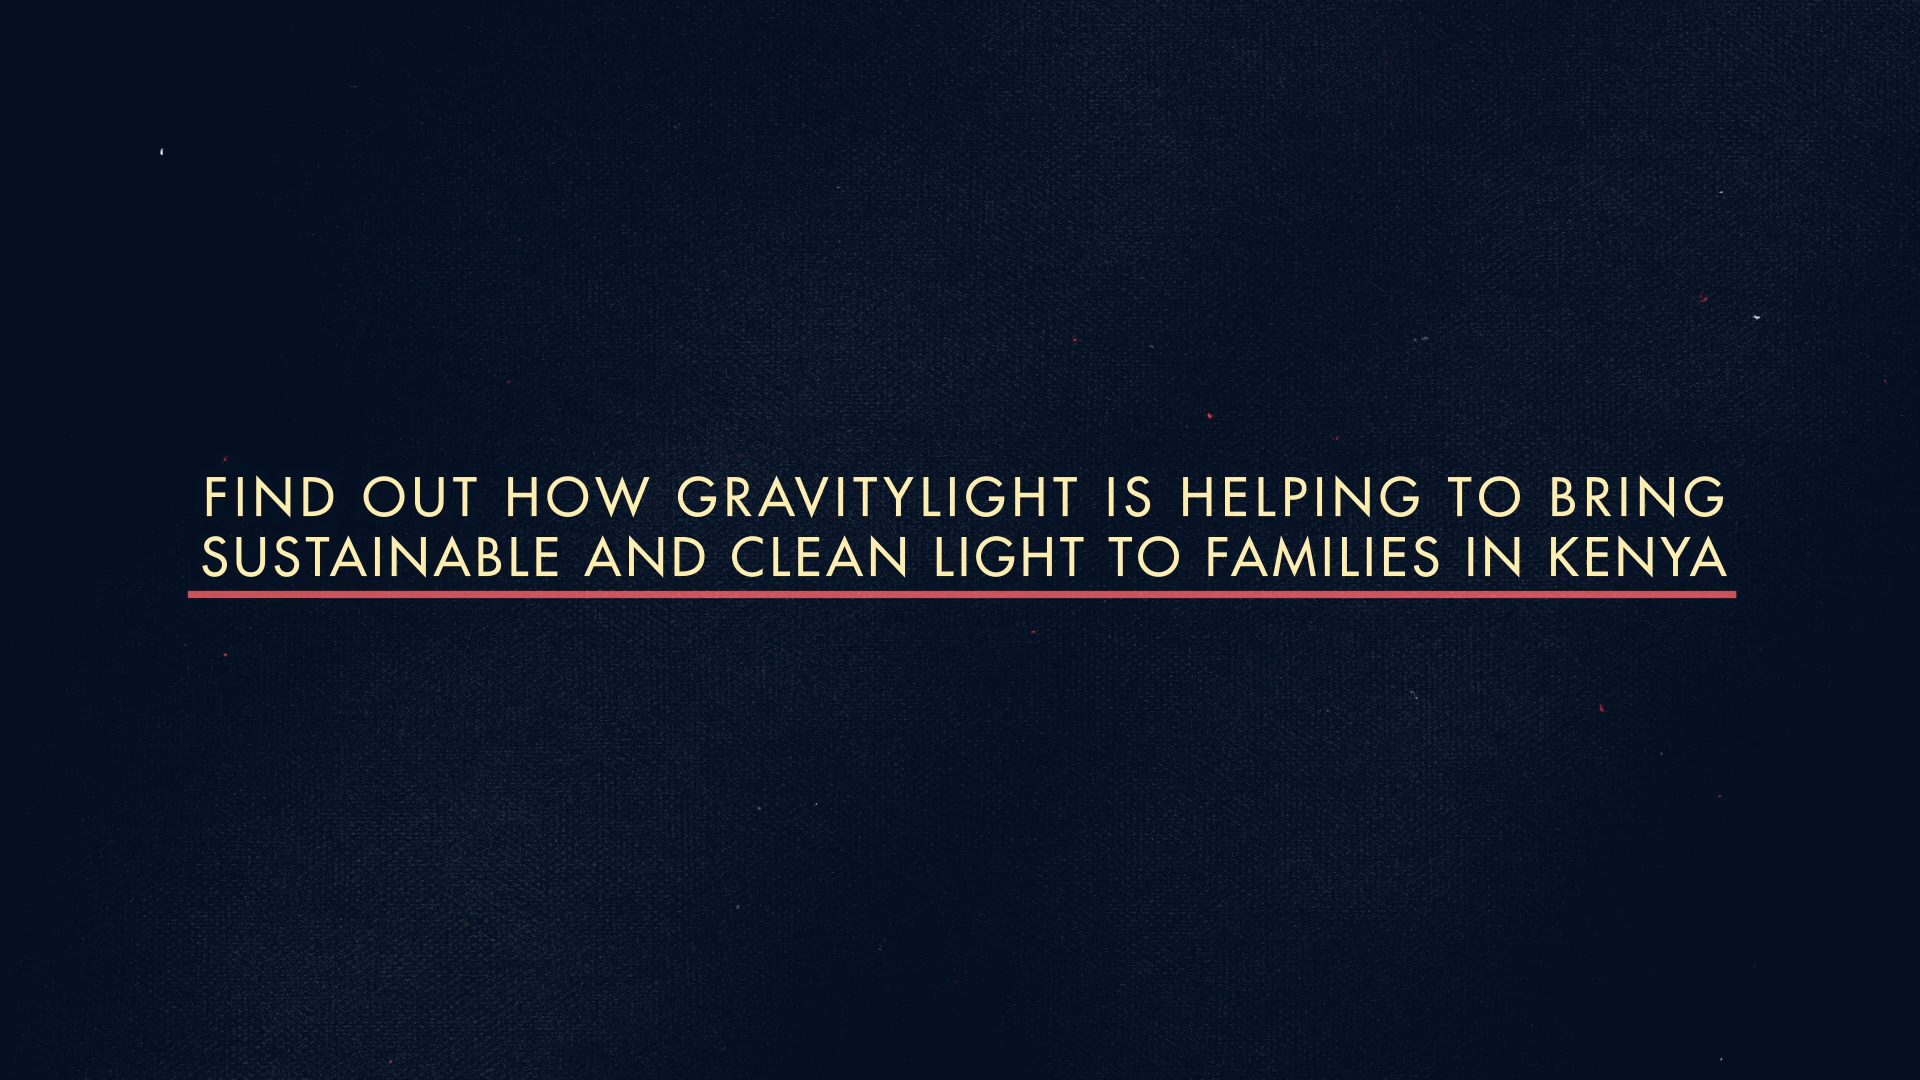 FIND OUT HOW GRAVITYLIGHT IS HELPING TO BRING
SUSTAINABLE AND CLEAN LIGHT TO FAMILIES IN KENYA